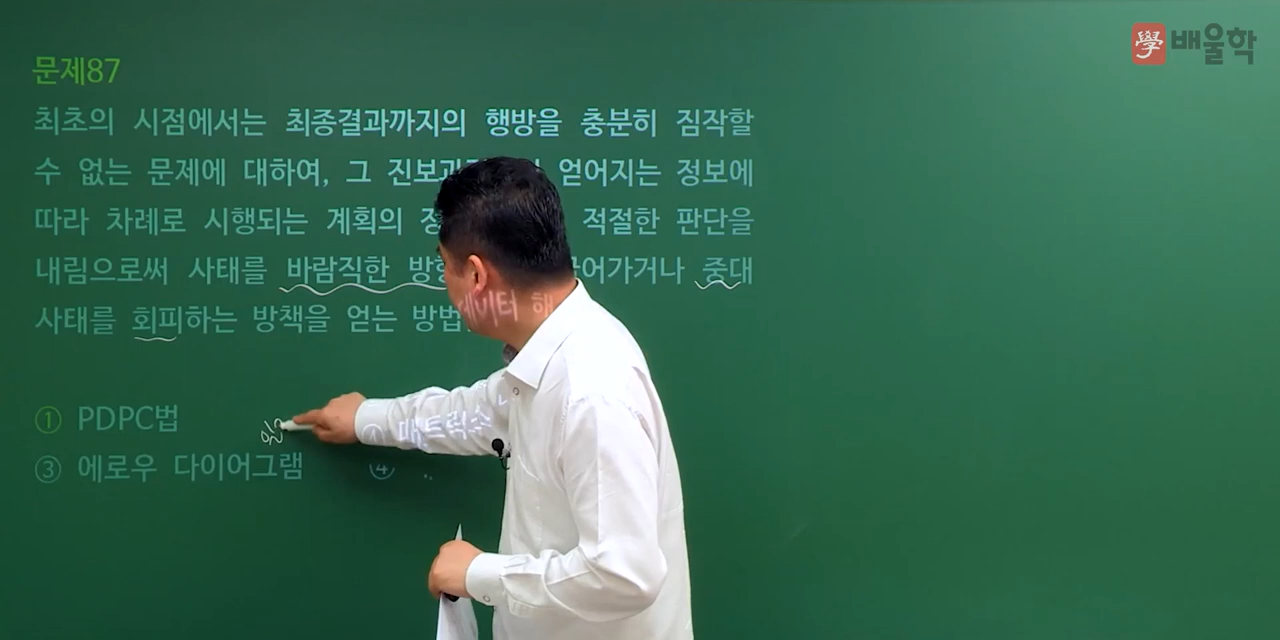 學 배울학
문제87
최초의 시점에서는 최종결과까지의 행방을 충분히 짐작할
수 없는 문제에 대하여, 그 진보과 얻어지는 정보에
따라 차례로 시행되는 계획의 적절한 판단을
내림으로써 사태를 바람직한 방향 중대
사태를 회피하는 방책을 얻는 방법
① PDPC법
③ 에로우 다이어그램 ④